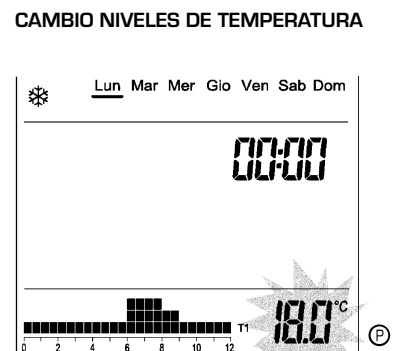 CAMBIO NIVELES DE TEMPERATURA
Lun Mar Mer Gio Ven Sab Dom
00:00
T1 18.0 °C P
0 2 4 6 8 10 12